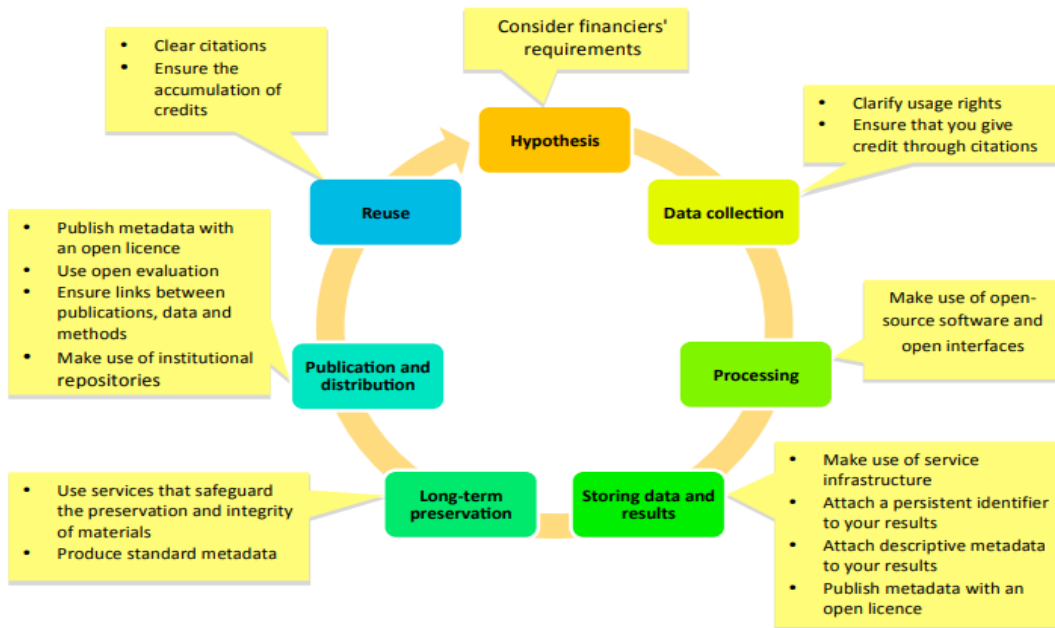 Consider financiers'
requirements
Hypothesis
• Clarify usage rights
• Ensure that you give
credit through citations
Data collection
Make use of open-
source software and
open interfaces
Processing
• Make use of service
infrastructure
• Attach a persistent identifier
to your results
• Attach descriptive metadata
to your results
• Publish metadata with an
open licence
Storing data and
results
• Use services that safeguard
the preservation and integrity
of materials
• Produce standard metadata
Long-term
preservation
• Publish metadata with
an open licence
• Use open evaluation
• Ensure links between
publications, data and
methods
• Make use of institutional
repositories
Publication and
distribution
• Clear citations
• Ensure the
accumulation of
credits
Reuse